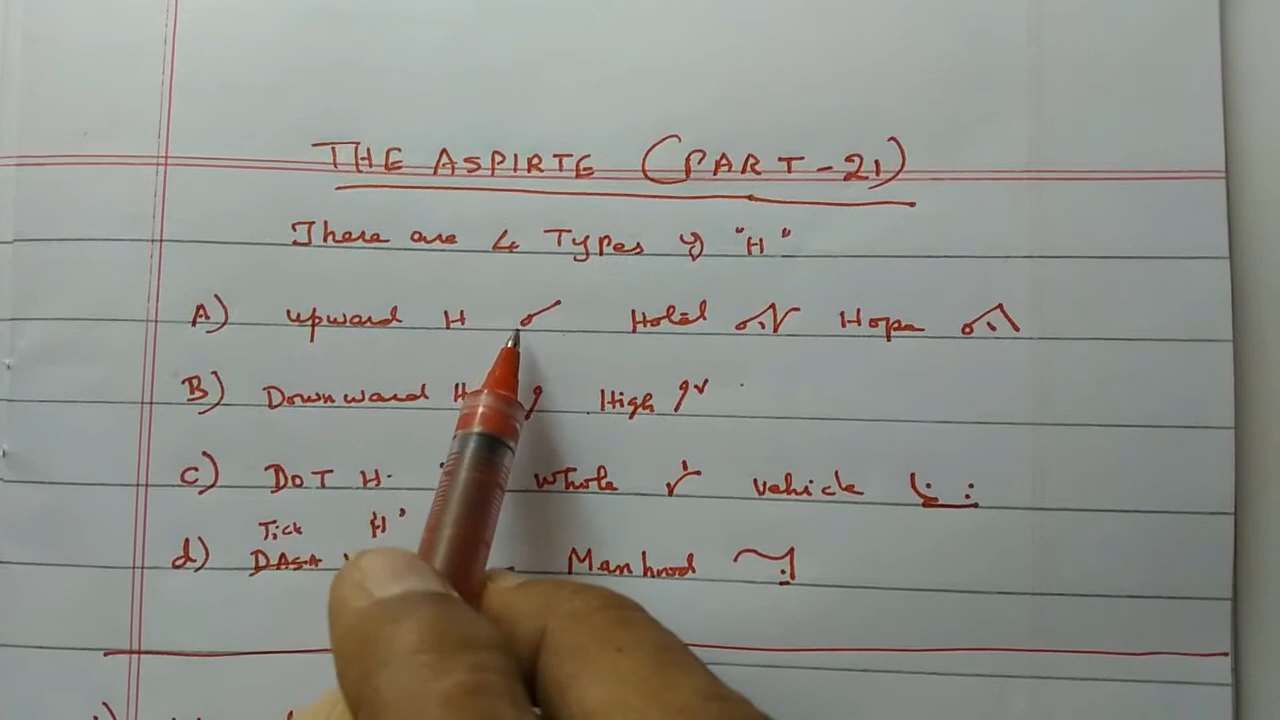 THE ASPIRTE (PART-21)
There are 4 Types of "H"
A) upward H Hold Hope
B) Downward H High
C) DOT H. whole vehicle
Tick H
d) DASH Manhood